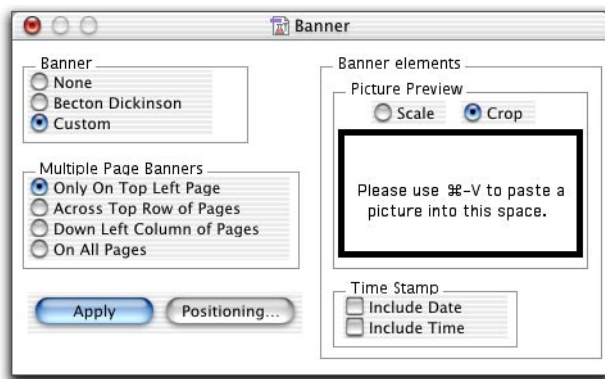 Banner
Banner
None
Becton Dickinson
Custom
Multiple Page Banners
Only On Top Left Page
Across Top Row of Pages
Down Left Column of Pages
On All Pages
Apply
Positioning...
Banner elements
Picture Preview
Scale
Crop
Please use ⌘-V to paste a
picture into this space.
Time Stamp
Include Date
Include Time